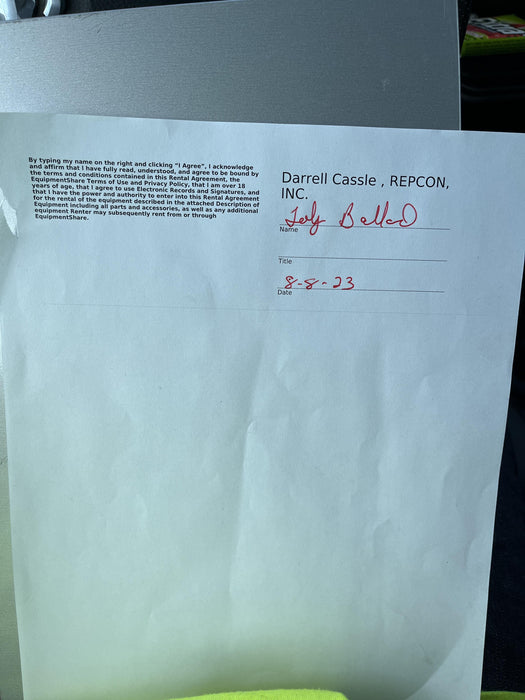 By typing my name on the right and clicking "I Agree", I acknowledge
and affirm that I have fully read, understood, and agree to be bound by
the terms and conditions contained in this Rental Agreement, the
EquipmentShare Terms of Use and Privacy Policy, that I am over 18
years of age, that I agree to use Electronic Records and Signatures, and
that I have the power and authority to enter into this Rental Agreement
for the rental of the equipment described in the attached Description of
Equipment including all parts and accessories, as well as any additional
equipment Renter may subsequently rent from or through
EquipmentShare.
Darrell Cassle , REPCON,
INC.
Name
Title
8-8-23
Date